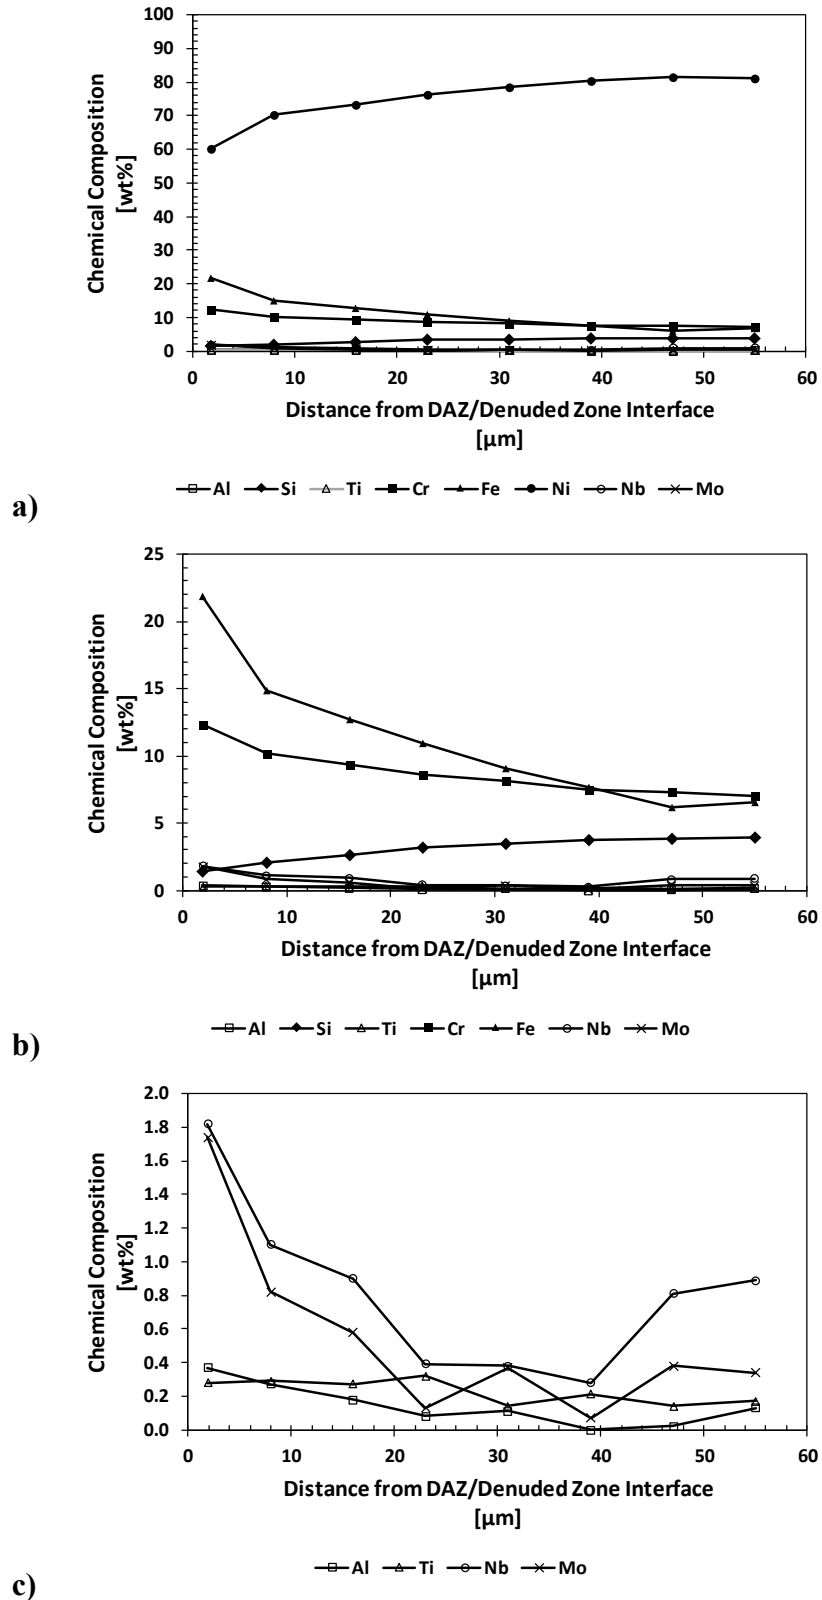 100
90
80
70
60
50
40
30
20
10
0
0 10 20 30 40 50 60
Chemical Composition
[wt%]
Distance from DAZ/Denuded Zone Interface
[µm]
Al Si Ti Cr Fe Ni Nb Mo
a)
25
20
15
10
5
0
0 10 20 30 40 50 60
Chemical Composition
[wt%]
Distance from DAZ/Denuded Zone Interface
[µm]
Al Si Ti Cr Fe Nb Mo
b)
2.0
1.8
1.6
1.4
1.2
1.0
0.8
0.6
0.4
0.2
0.0
0 10 20 30 40 50 60
Chemical Composition
[wt%]
Distance from DAZ/Denuded Zone Interface
[µm]
Al Ti Nb Mo
c)